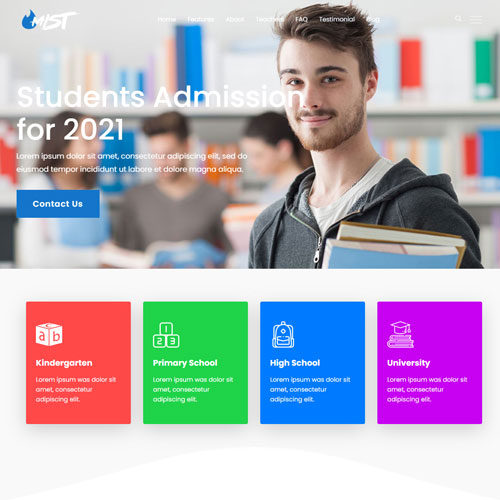 MIST
Home Features About Teachers FAQ Testimonial Blog
Students Admission
for 2021
Lorem ipsum dolor sit amet, consectetur adipiscing elit, sed do
eiusmod tempor incididunt ut labore et dolore magna aliqua.
Contact Us
a b
1
2 3
Kindergarten
Lorem ipsum was dolor sit
amet, consectetur
adipiscing elit.
Primary School
Lorem ipsum was dolor sit
amet, consectetur
adipiscing elit.
High School
Lorem ipsum was dolor sit
amet, consectetur
adipiscing elit.
University
Lorem ipsum was dolor sit
amet, consectetur
adipiscing elit.